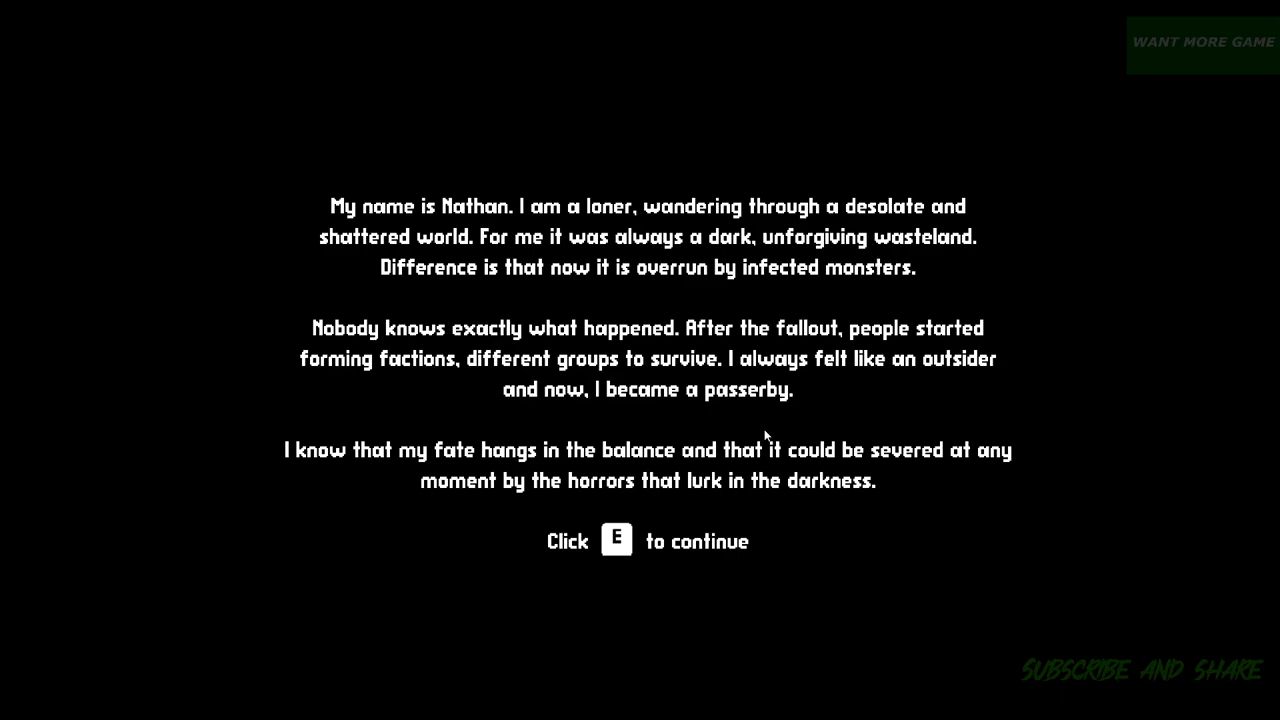 WANT MORE GAME
My name is Nathan. I am a loner, wandering through a desolate and
shattered world. For me it was always a dark, unforgiving wasteland.
Difference is that now it is overrun by infected monsters.
Nobody knows exactly what happened. After the fallout, people started
forming factions, different groups to survive. I always felt like an outsider
and now, I became a passerby.
I know that my fate hangs in the balance and that it could be severed at any
moment by the horrors that lurk in the darkness.
Click E to continue
SUBSCRIBE AND SHARE